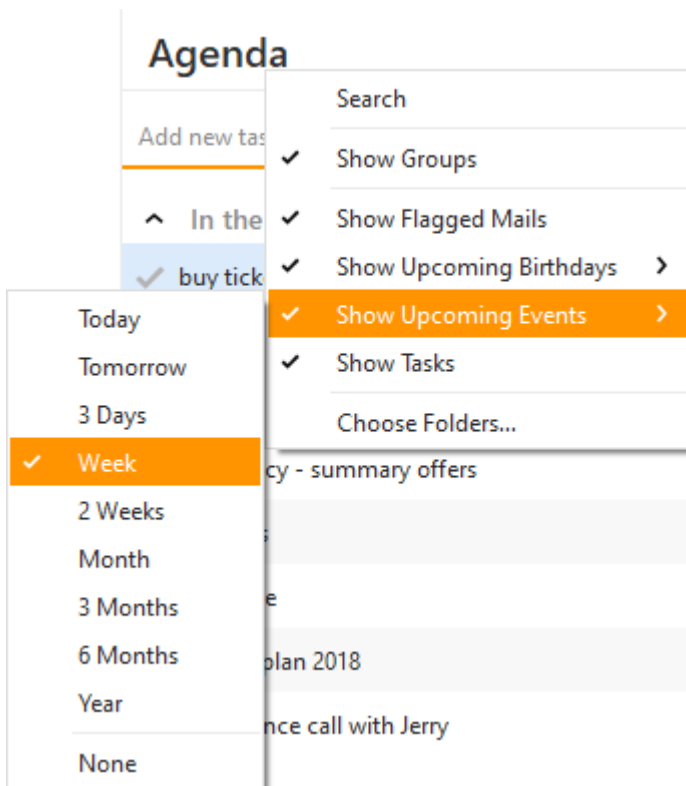 Agenda
Search
Add new tas
Show Groups
In the
Show Flagged Mails
buy tick
Show Upcoming Birthdays
Show Upcoming Events
Show Tasks
Choose Folders...
Today
Tomorrow
3 Days
Week
2 Weeks
Month
3 Months
6 Months
Year
None
cy - summary offers
s
e
plan 2018
nce call with Jerry